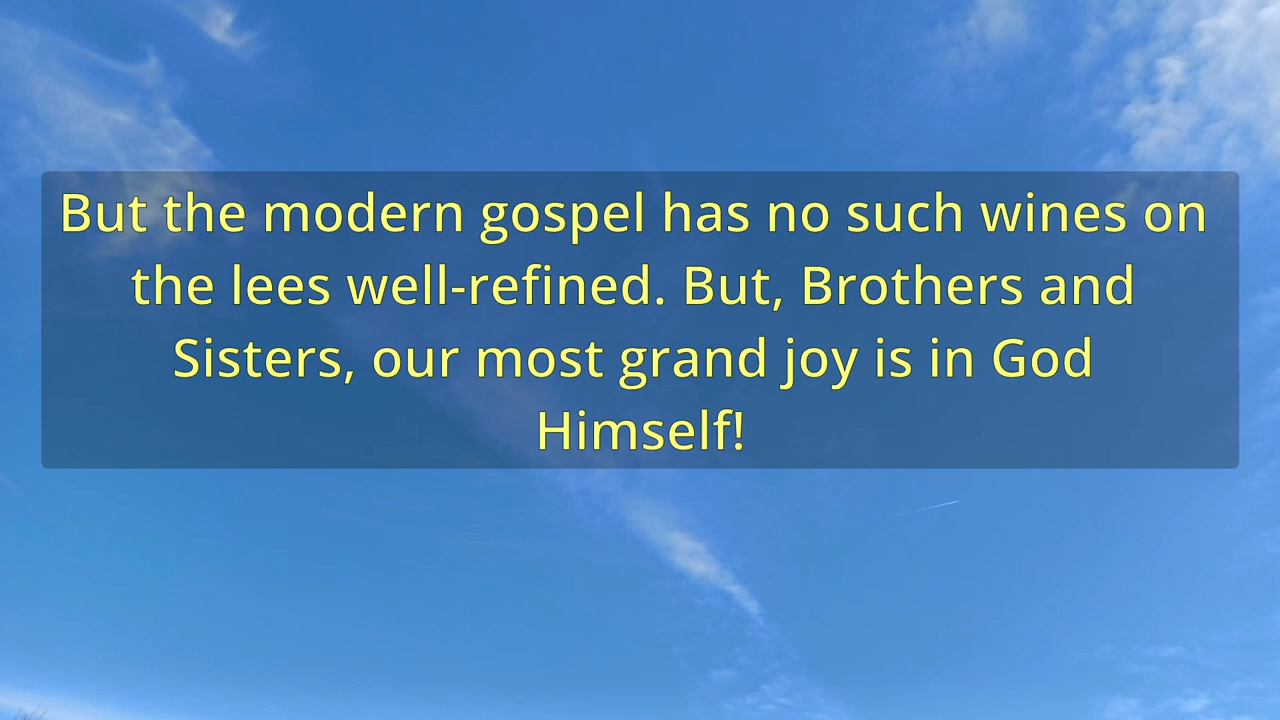 But the modern gospel has no such wines on
the lees well-refined. But, Brothers and
Sisters, our most grand joy is in God
Himself!